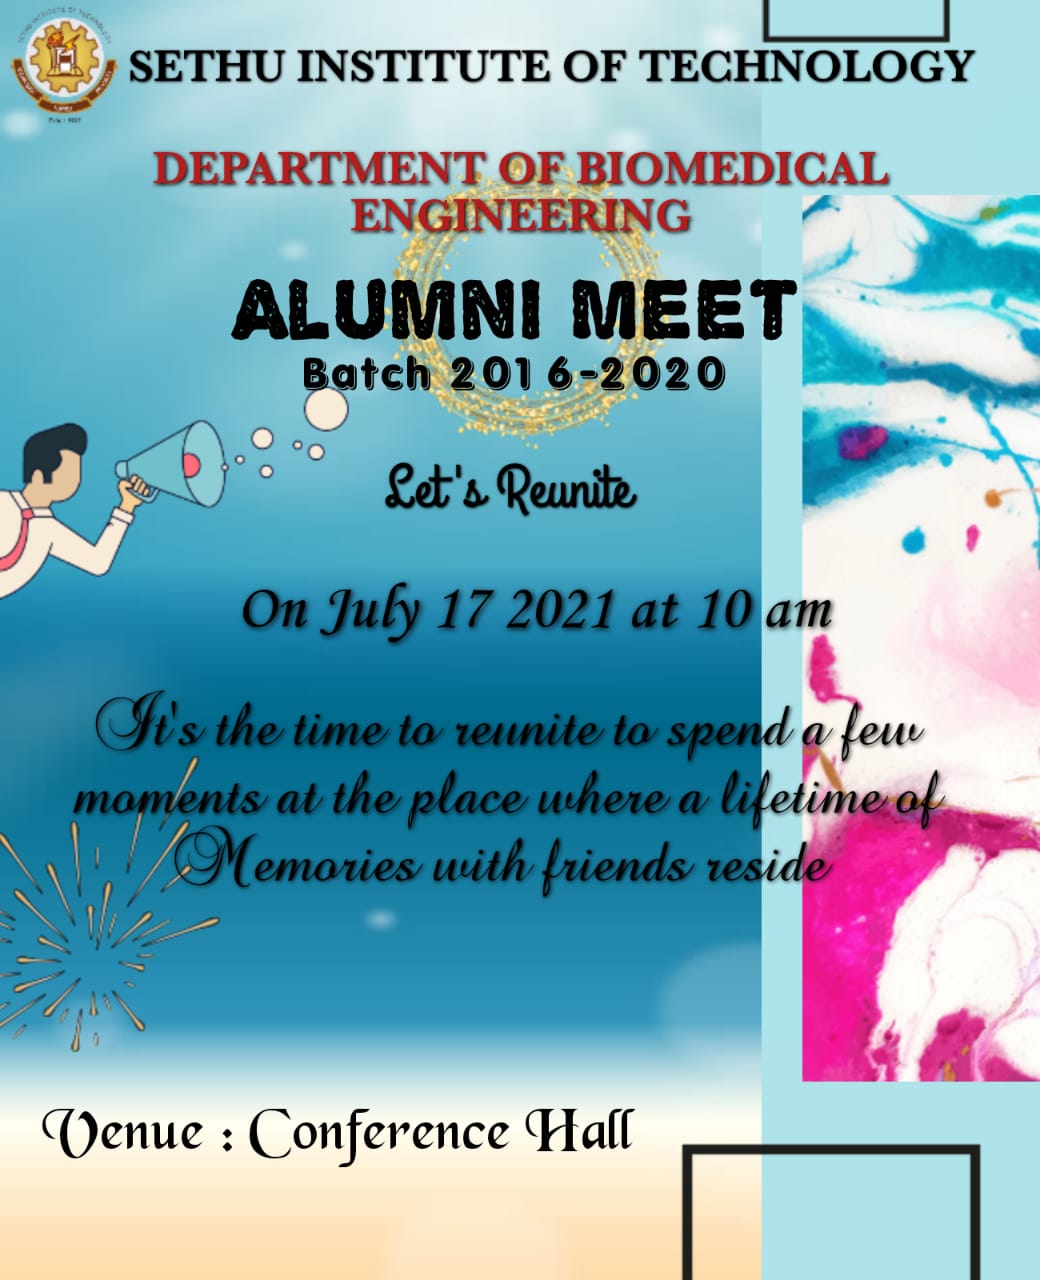 SETHU INSTITUTE OF TECHNOLOGY
DEPARTMENT OF BIOMEDICAL
ENGINEERING
ALUMNI MEET
Batch 2016-2020
Let's Reunite
On July 17 2021 at 10 am
It's the time to reunite to spend a few
moments at the place where a lifetime of
Memories with friends reside
Venue : Conference Hall